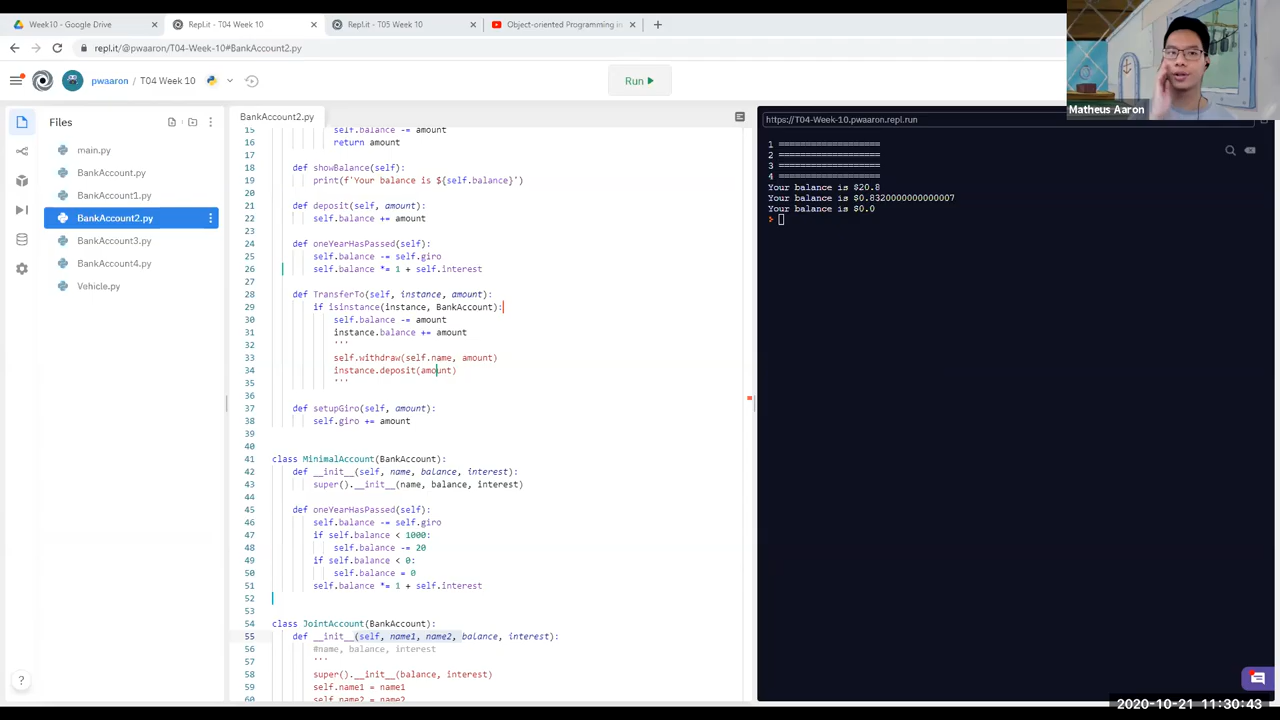 Week10 - Google Drive
Repl.it - T04 Week 10
Repl.it - T05 Week 10
Object-oriented Programming in
repl.it/@pwaaron/T04-Week-10#BankAccount2.py
pwaaron / T04 Week 10
Run
Matheus Aaron
Files
main.py
BankAccount.py
BankAccount1.py
BankAccount2.py
BankAccount3.py
BankAccount4.py
Vehicle.py
BankAccount2.py
15 self.balance -= amount
16 return amount
17
18 def showBalance(self):
19 print(f'Your balance is ${self.balance}')
20
21 def deposit(self, amount):
22 self.balance += amount
23
24 def oneYearHasPassed(self):
25 self.balance -= self.giro
26 self.balance *= 1 + self.interest
27
28 def TransferTo(self, instance, amount):
29 if isinstance(instance, BankAccount):
30 self.balance -= amount
31 instance.balance += amount
32 '''
33 self.withdraw(self.name, amount)
34 instance.deposit(amount)
35 '''
36
37 def setupGiro(self, amount):
38 self.giro += amount
39
40
41 class MinimalAccount(BankAccount):
42 def __init__(self, name, balance, interest):
43 super().__init__(name, balance, interest)
44
45 def oneYearHasPassed(self):
46 self.balance -= self.giro
47 if self.balance < 1000:
48 self.balance -= 20
49 if self.balance < 0:
50 self.balance = 0
51 self.balance *= 1 + self.interest
52
53
54 class JointAccount(BankAccount):
55 def __init__(self, name1, name2, balance, interest):
56 #name, balance, interest
57 '''
58 super().__init__(balance, interest)
59 self.name1 = name1
60 self.name2 = name2
https://T04-Week-10.pwaaron.repl.run
1 ====================
2 ====================
3 ====================
4 ====================
Your balance is $20.8
Your balance is $0.8320000000000007
Your balance is $0.0
?
2020-10-21 11:30:43